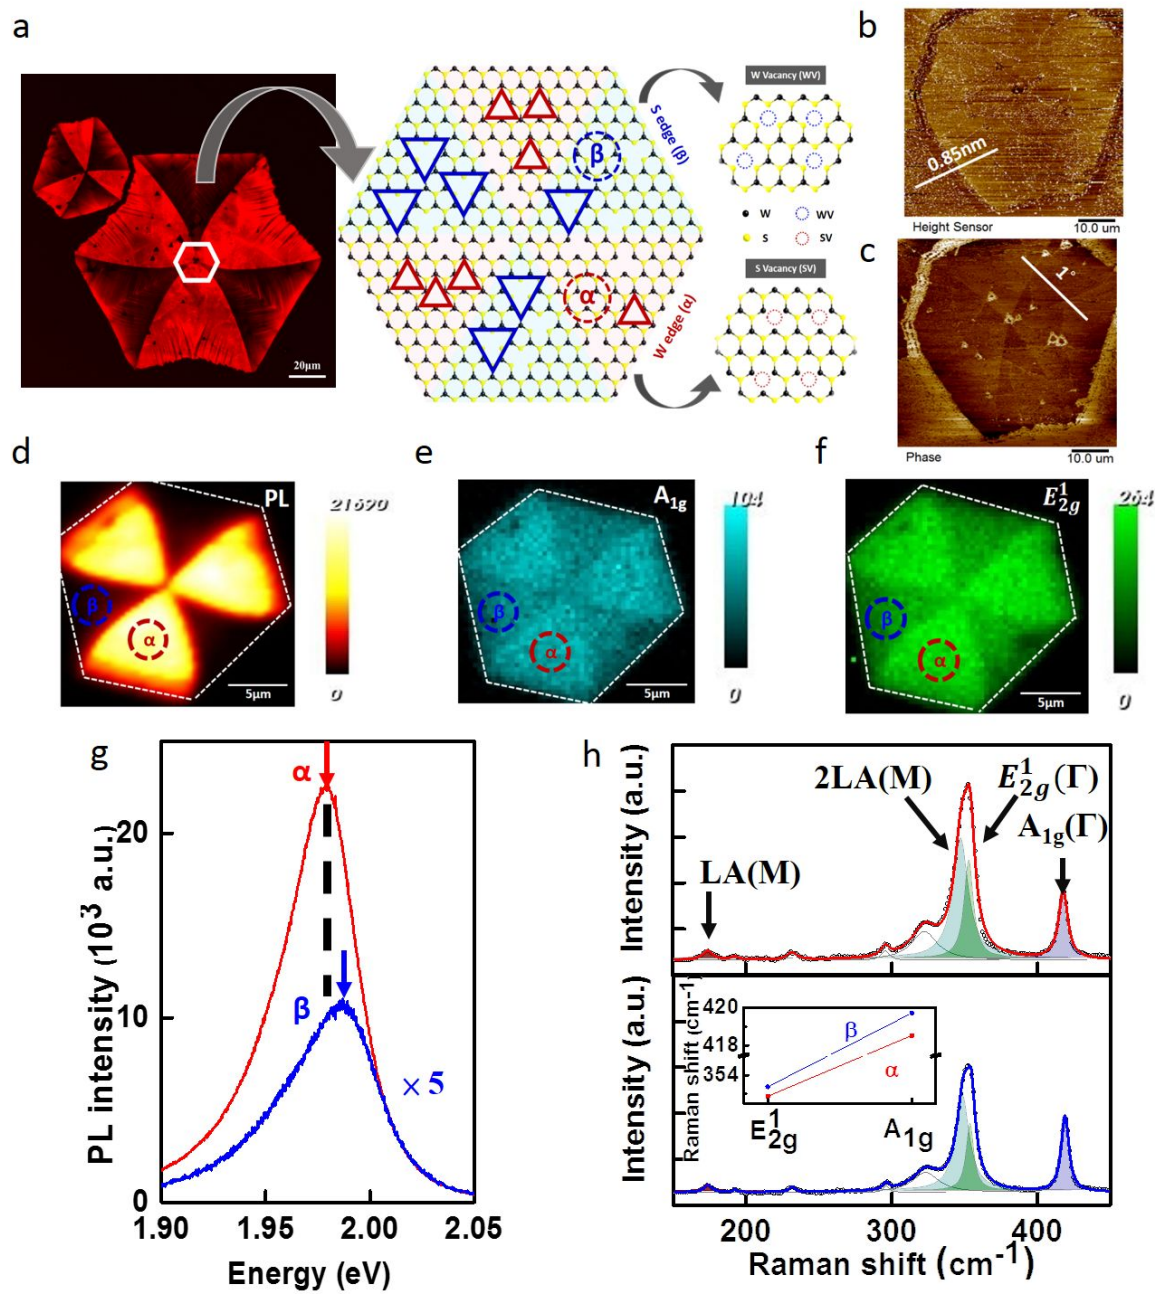 a
20μm
S edge (β)
β
α
W edge (α)
W Vacancy (WV)
W
WV
S
SV
S Vacancy (SV)
b
0.85nm
Height Sensor
10.0 um
c
1°
Phase
10.0 um
d
PL
β
α
5μm
21690
0
e
A1g
β
α
5μm
104
0
f
E12g
β
α
5μm
264
0
g
α
β
× 5
PL intensity (10³ a.u.)
20
10
0
1.90
1.95
2.00
2.05
Energy (eV)
h
2LA(M)
E12g(Γ)
A1g(Γ)
LA(M)
Intensity (a.u.)
Intensity (a.u.)
Raman shift (cm-1)
420
418
354
β
α
E12g
A1g
200
300
400
Raman shift (cm-1)